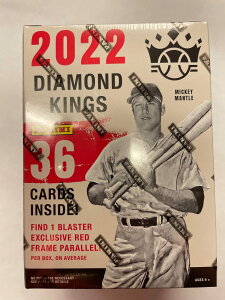 2022
DIAMOND
KINGS
PANINI
MICKEY
MANTLE
36
CARDS
INSIDE!
FIND 1 BLASTER
EXCLUSIVE RED
FRAME PARALLEL
PER BOX, ON AVERAGE